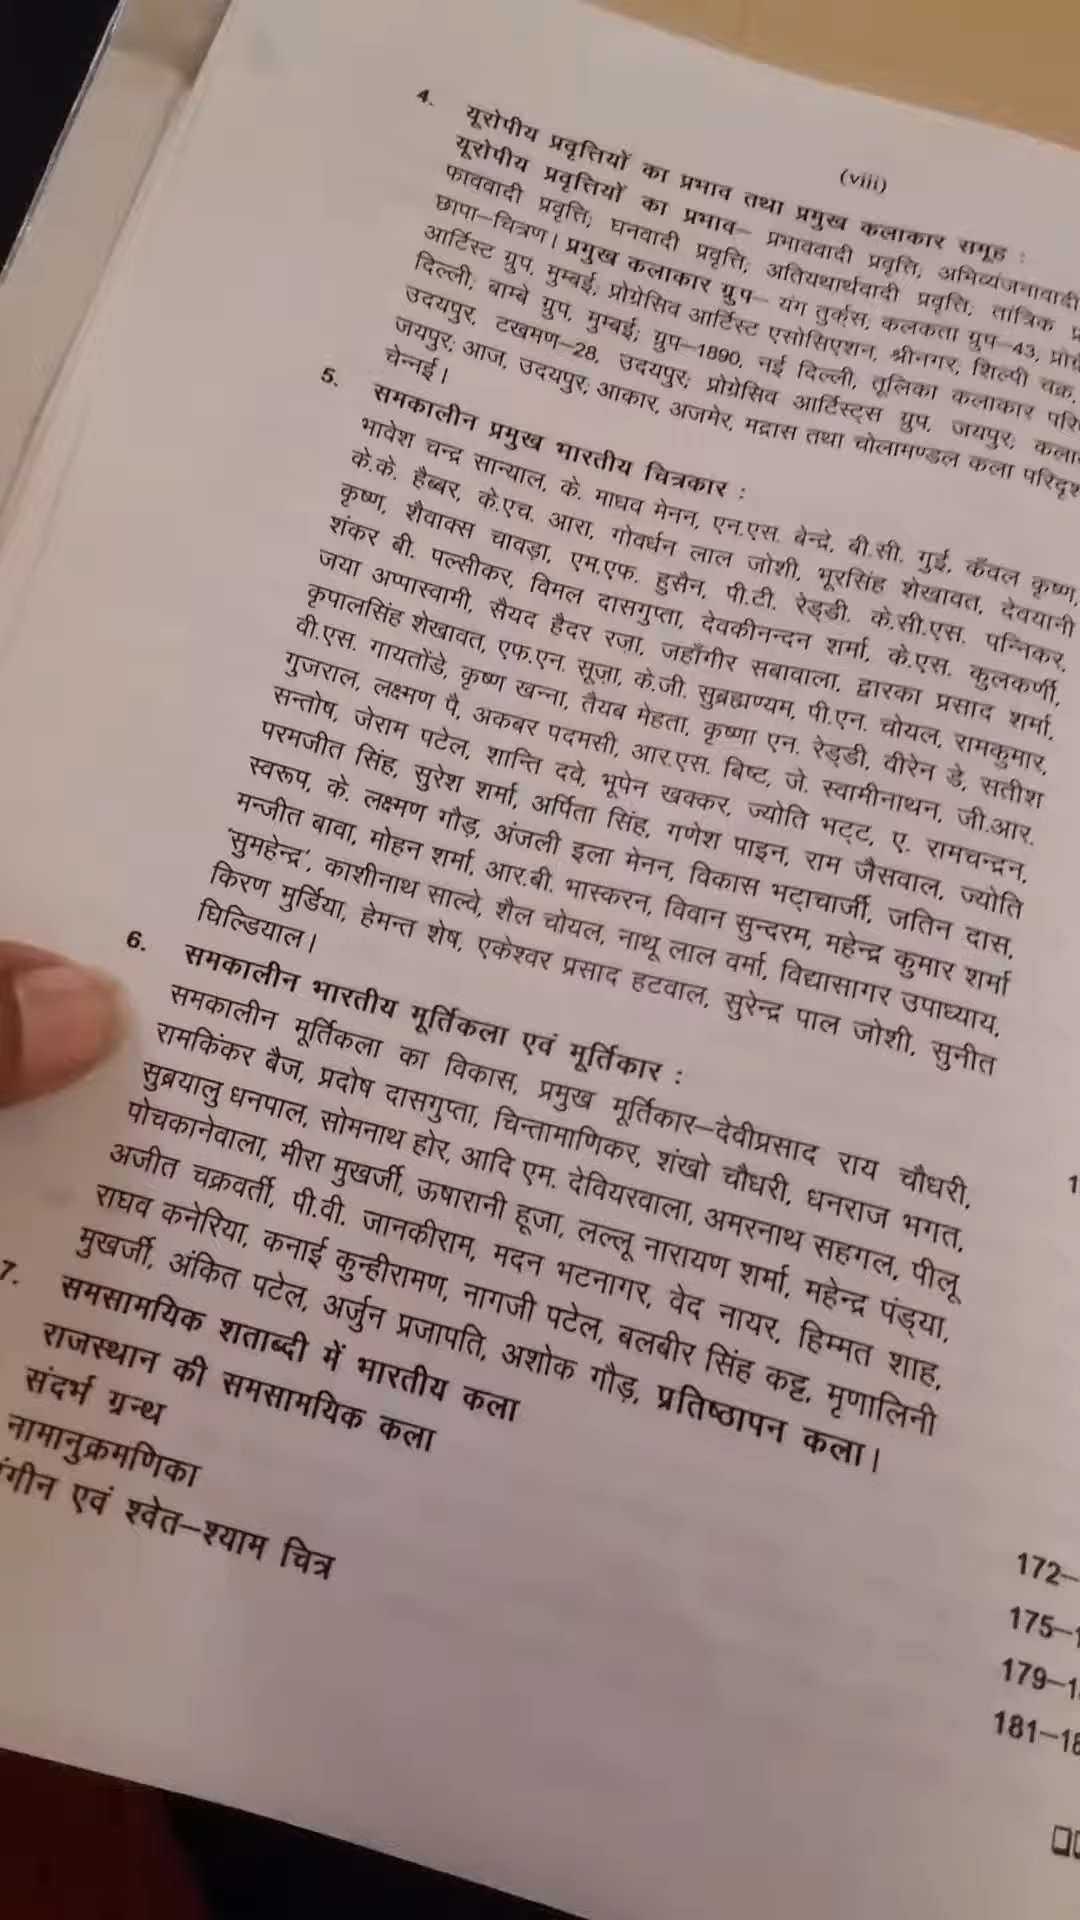 (viii)
4. यूरोपीय प्रवृत्तियों का प्रभाव तथा प्रमुख कलाकार समूह :
यूरोपीय प्रवृत्तियों का प्रभाव– प्रभाववादी प्रवृत्ति, अभिव्यंजनावादी
फाववादी प्रवृत्ति; घनवादी प्रवृत्ति, अतियथार्थवादी प्रवृत्ति; तांत्रिक
छापा–चित्रण। प्रमुख कलाकार ग्रुप– यंग तुर्कस; कलकता ग्रुप–43,
आर्टिस्ट ग्रुप, मुम्बई; प्रोग्रेसिव आर्टिस्ट एसोसिएशन, श्रीनगर; शिल्पी चक्र,
दिल्ली; बाम्बे ग्रुप, मुम्बई; ग्रुप–1890, नई दिल्ली, तूलिका कलाकार
उदयपुर, टखमण–28, उदयपुर; प्रोग्रेसिव आर्टिस्ट्स ग्रुप, जयपुर;
जयपुर; आज, उदयपुर; आकार, अजमेर, मद्रास तथा चोलामण्डल कला
चेन्नई।
5. समकालीन प्रमुख भारतीय चित्रकार :
भावेश चन्द्र सान्याल, के. माधव मेनन, एन.एस. बेन्द्रे, बी.सी. गुई, कँवल कृष्ण,
के.के. हैब्बर, के.एच. आरा, गोवर्धन लाल जोशी, भूरसिंह शेखावत, देवयानी
कृष्ण, शैवाक्स चावड़ा, एम.एफ. हुसैन, पी.टी. रेड्डी, के.सी.एस. पन्निकर,
शंकर बी. पल्सीकर, विमल दासगुप्ता, देवकीनन्दन शर्मा, के.एस. कुलकर्णी,
जया अप्पास्वामी, सैयद हैदर रज़ा, जहाँगीर सबावाला, द्वारका प्रसाद शर्मा,
कृपालसिंह शेखावत, एफ.एन. सूज़ा, के.जी. सुब्रह्मण्यम, पी.एन. चोयल, रामकुमार,
वी.एस. गायतोंडे, कृष्ण खन्ना, तैयब मेहता, कृष्णा एन. रेड्डी, वीरेन डे, सतीश
गुजराल, लक्ष्मण पै, अकबर पदमसी, आर.एस. बिष्ट, जे. स्वामीनाथन, जी.आर.
सन्तोष, जेराम पटेल, शान्ति दवे, भूपेन खक्कर, ज्योति भट्ट, ए. रामचन्द्रन,
परमजीत सिंह, सुरेश शर्मा, अर्पिता सिंह, गणेश पाइन, राम जैसवाल, ज्योति
स्वरूप, के. लक्ष्मण गौड़, अंजली इला मेनन, विकास भट्टाचार्जी, जतिन दास,
मन्जीत बावा, मोहन शर्मा, आर.बी. भास्करन, विवान सुन्दरम, महेन्द्र कुमार शर्मा
'सुमहेन्द्र', काशीनाथ साल्वे, शैल चोयल, नाथू लाल वर्मा, विद्यासागर उपाध्याय,
किरण मुर्डिया, हेमन्त शेष, एकेश्वर प्रसाद हटवाल, सुरेन्द्र पाल जोशी, सुनीत
घिल्डियाल।
6. समकालीन भारतीय मूर्तिकला एवं मूर्तिकार :
समकालीन मूर्तिकला का विकास, प्रमुख मूर्तिकार–देवीप्रसाद राय चौधरी,
रामकिंकर बैज, प्रदोष दासगुप्ता, चिन्तामाणिकर, शंखो चौधरी, धनराज भगत,
सुब्रयालु धनपाल, सोमनाथ होर, आदि एम. देवियरवाला, अमरनाथ सहगल, पीलू
पोचकानेवाला, मीरा मुखर्जी, ऊषारानी हूजा, लल्लू नारायण शर्मा, महेन्द्र पंड्या,
अजीत चक्रवर्ती, पी.वी. जानकीराम, मदन भटनागर, वेद नायर, हिम्मत शाह,
राघव कनेरिया, कनाई कुन्हीरामण, नागजी पटेल, बलबीर सिंह कट्ट, मृणालिनी
मुखर्जी, अंकित पटेल, अर्जुन प्रजापति, अशोक गौड़, प्रतिष्ठापन कला।
7. समसामयिक शताब्दी में भारतीय कला
राजस्थान की समसामयिक कला
संदर्भ ग्रन्थ
नामानुक्रमणिका
एवं श्वेत–श्याम चित्र
172–
175–
179–
181–